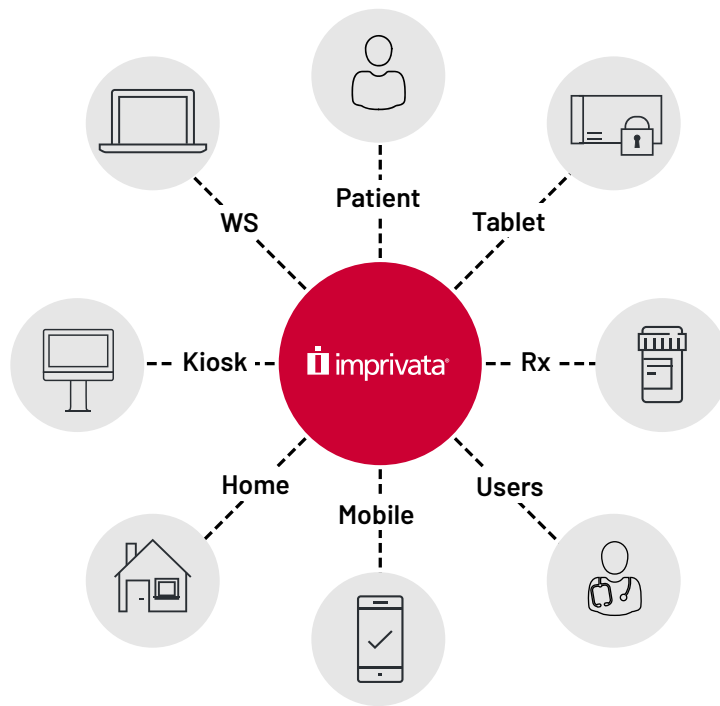 Patient
WS
Tablet
Kiosk
imprivata®
Rx
Home
Users
Mobile